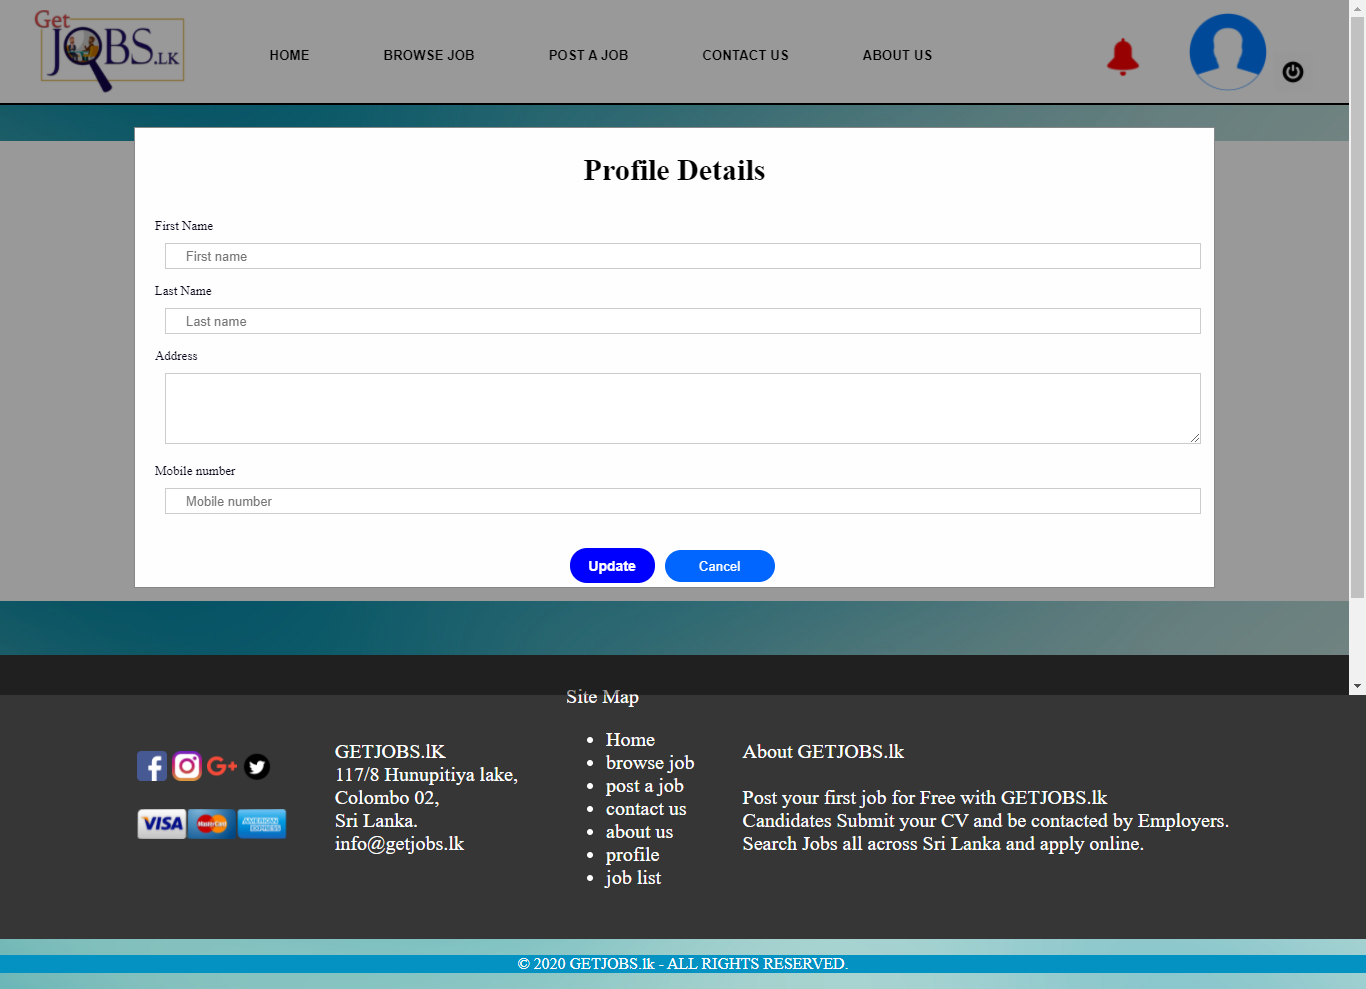 Get
JOBS.LK
HOME
BROWSE JOB
POST A JOB
CONTACT US
ABOUT US
Profile Details
First Name
First name
Last Name
Last name
Address
Mobile number
Mobile number
Update
Cancel
Site Map
GETJOBS.lK
117/8 Hunupitiya lake,
Colombo 02,
Sri Lanka.
info@getjobs.lk
VISA
MasterCard
AMERICAN
EXPRESS
Home
browse job
post a job
contact us
about us
profile
job list
About GETJOBS.lk
Post your first job for Free with GETJOBS.lk
Candidates Submit your CV and be contacted by Employers.
Search Jobs all across Sri Lanka and apply online.
© 2020 GETJOBS.lk - ALL RIGHTS RESERVED.